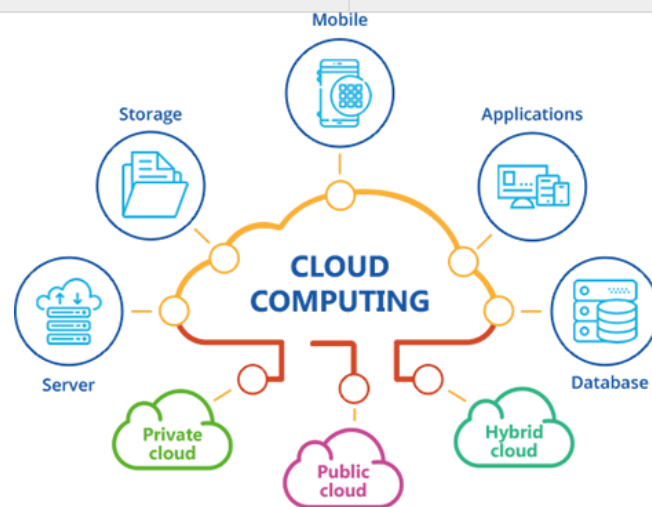 Mobile
Storage
Applications
CLOUD
COMPUTING
Server
Database
Private
cloud
Public
cloud
Hybrid
cloud